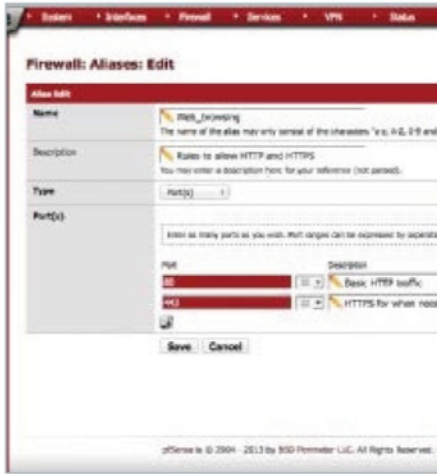 System Interfaces Firewall Services VPN Status
Firewall: Aliases: Edit
Alias Edit
Name
Web_browsing
The name of the alias may only consist of the characters "a-z, A-Z, 0-9 and
Description
Rules to allow HTTP and HTTPS
You may enter a description here for your reference (not parsed).
Type
Port(s)
Port(s)
Enter as many ports as you wish. Port ranges can be expressed by seperati
Port Description
80 Basic HTTP traffic
443 HTTPS for when
Save Cancel
pfSense is © 2004 - 2013 by BSD Perimeter LLC. All Rights Reserved.